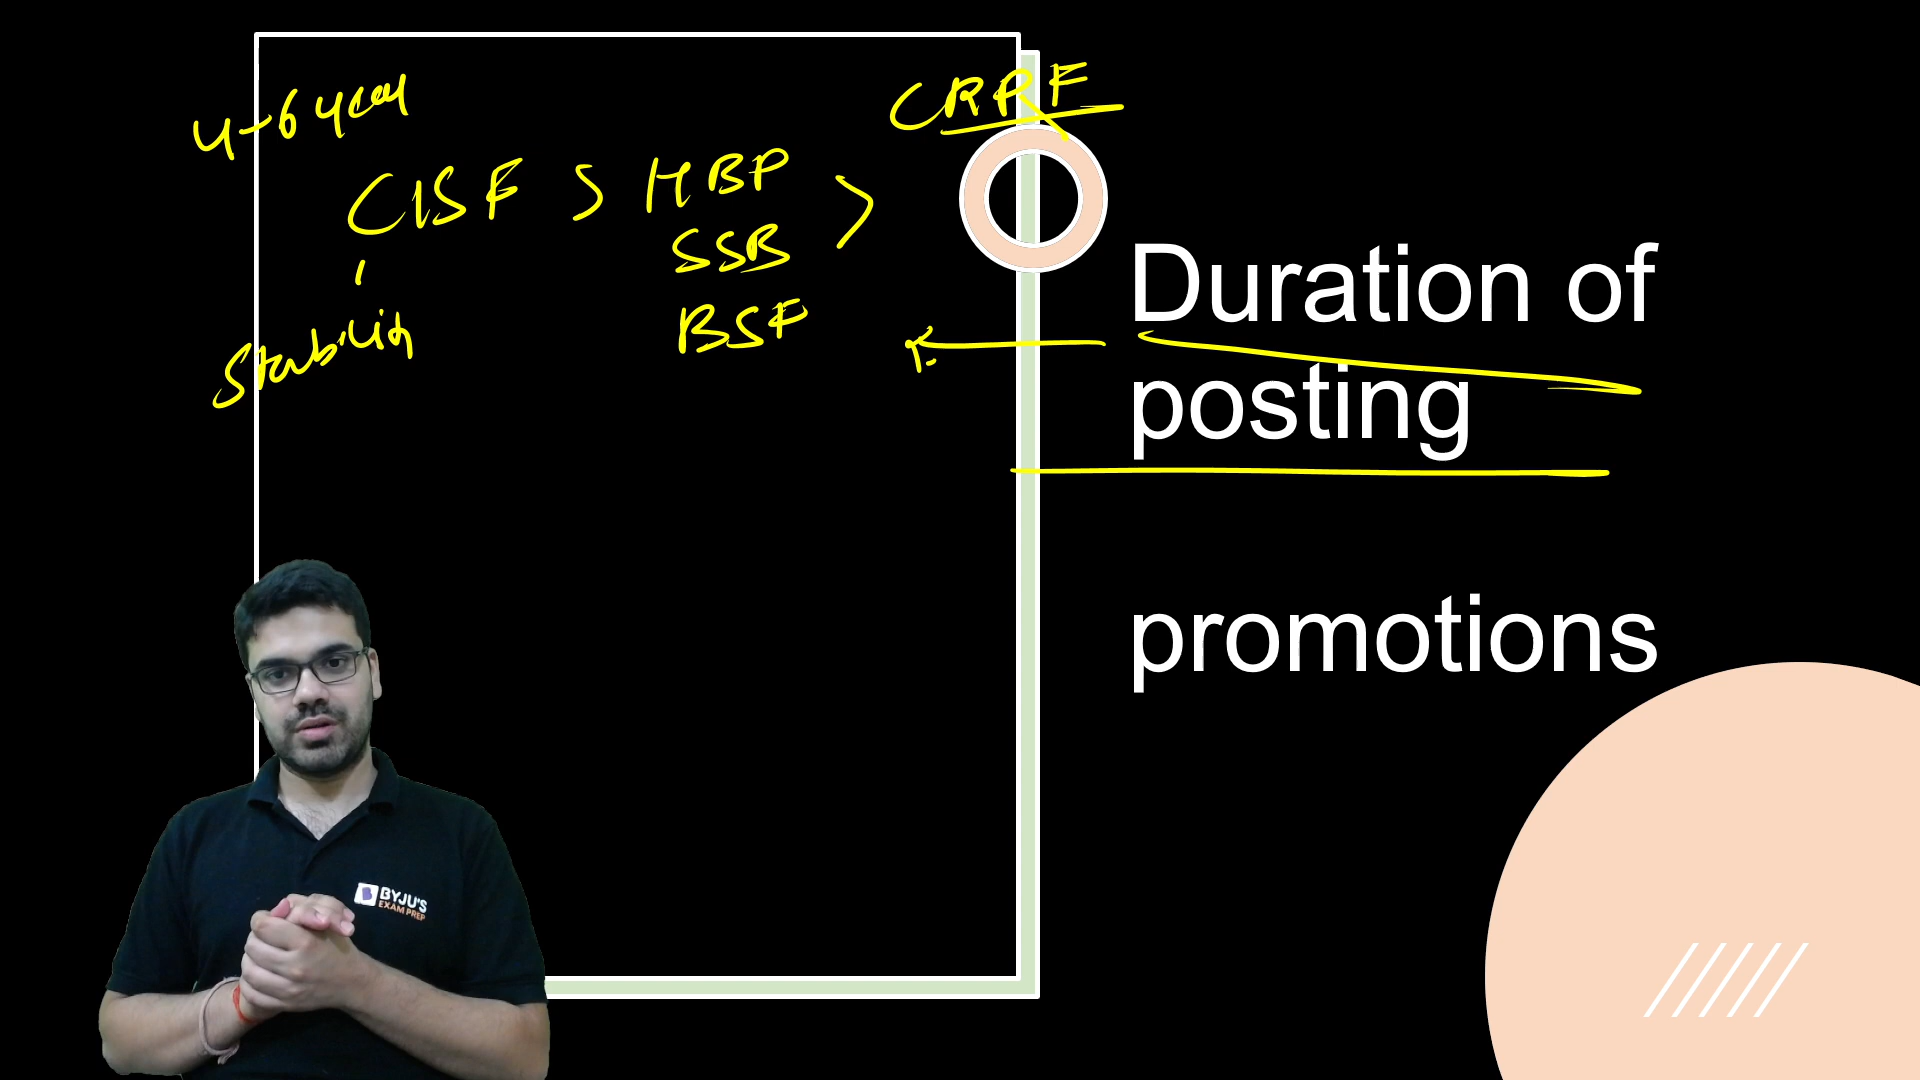 4-6 year
CRPF
CISF > ITBP >
SSB
BSF
Stability
Duration of
posting
promotions
BYJU'S
EXAM PREP